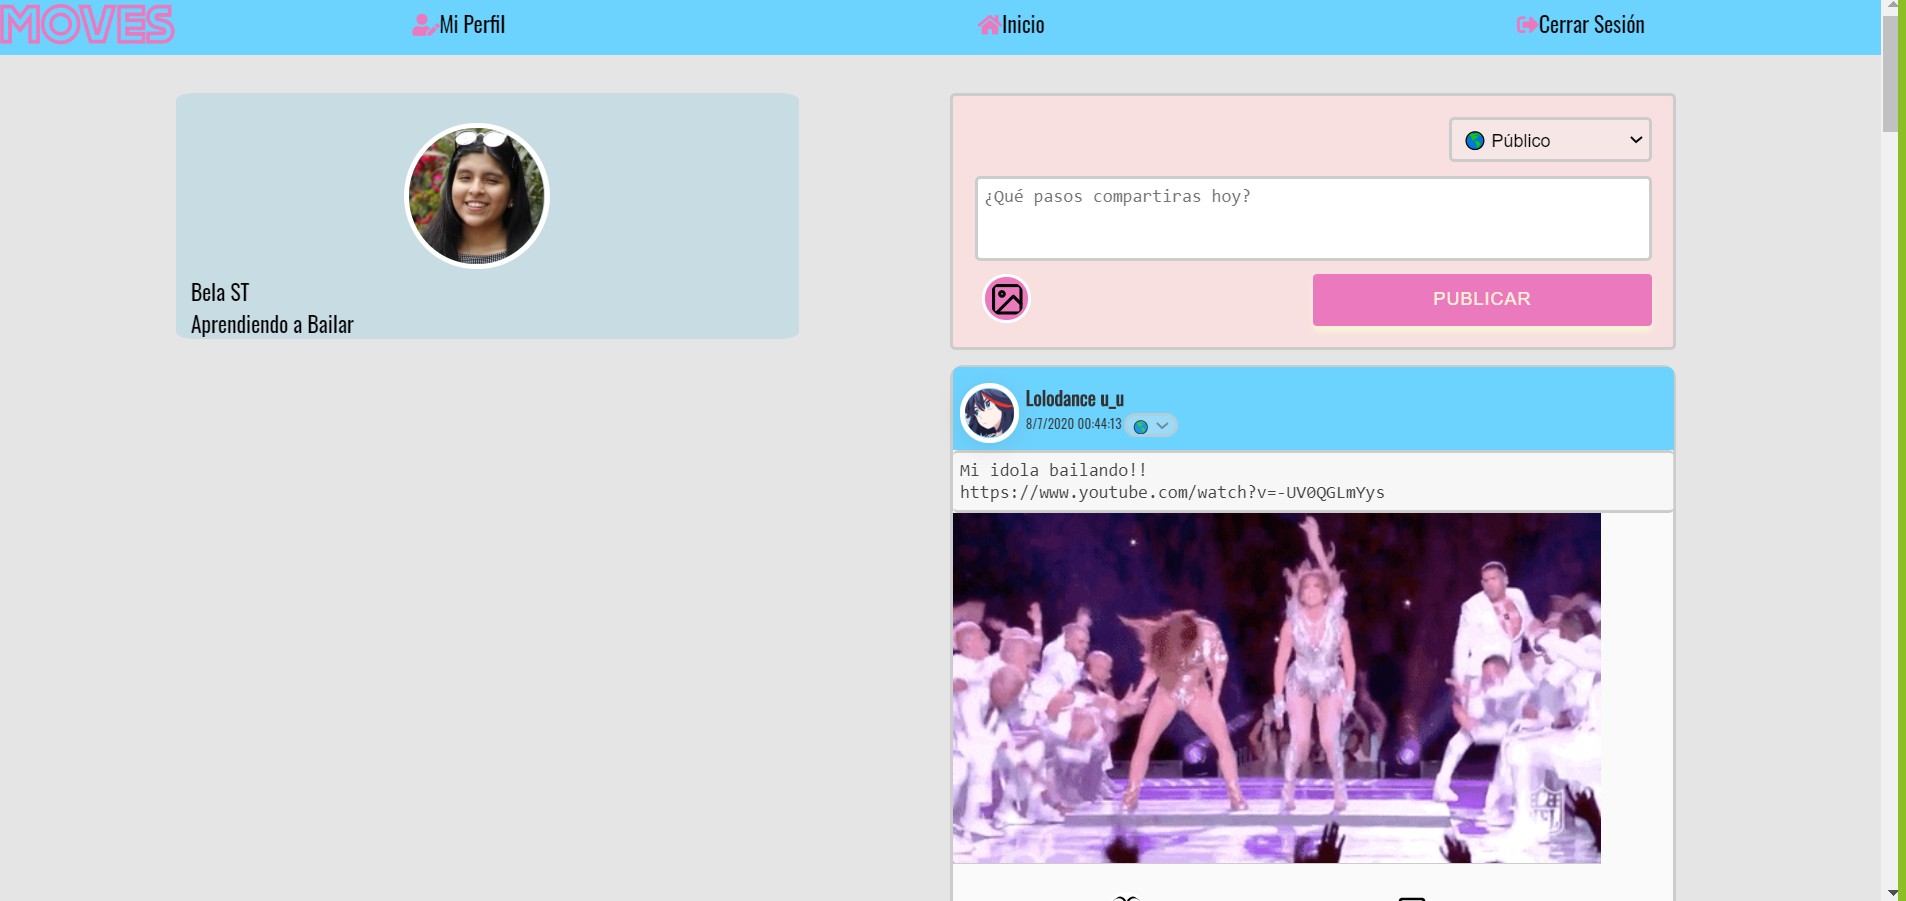 MOVES
Mi Perfil
Inicio
Cerrar Sesión
Bela ST
Aprendiendo a Bailar
Público
¿Qué pasos compartiras hoy?
PUBLICAR
Lolodance u_u
8/7/2020 00:44:13
Mi idola bailando!!
https://www.youtube.com/watch?v=-UV0QGLmYys